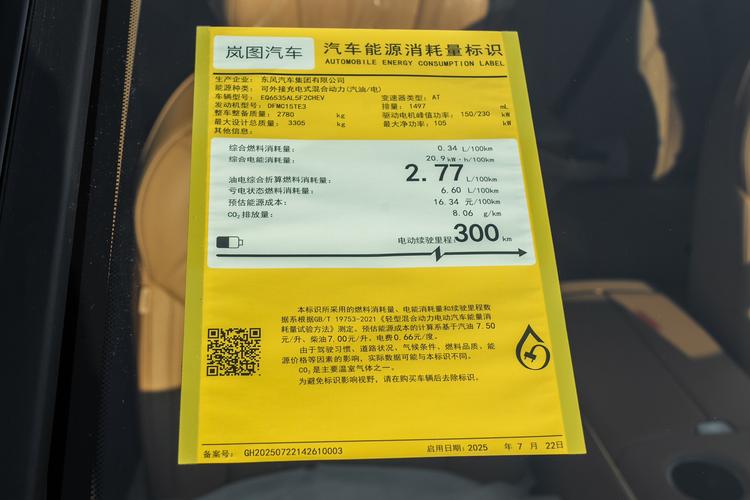 岚图汽车
汽车能源消耗量标识
AUTOMOBILE ENERGY CONSUMPTION LABEL
生产企业: 东风汽车集团有限公司
能源种类: 可外接充电式混合动力(汽油/电)
车辆型号: EQ6535AL5F2CHEV 变速器类型: AT
发动机型号: DFMC15TE3 排量: 1497 mL
整车整备质量: 2780 kg 驱动电机峰值功率: 150/230 kW
最大设计总质量: 3305 kg 最大净功率: 105 kW
其他信息:
综合燃料消耗量: 0.34 L/100km
综合电能消耗量: 20.9 kW·h/100km
油电综合折算燃料消耗量: 2.77 L/100km
亏电状态燃料消耗量: 6.60 L/100km
预估能源成本: 16.34 元/100km
CO₂排放量: 8.06 g/km
电动续驶里程: 300 km
本标识所采用的燃料消耗量、电能消耗量和续驶里程数
据系根据GB/T 19753-2021《轻型混合动力电动汽车能量消
耗量试验方法》测定。预估能源成本的计算系基于汽油 7.50
元/升、柴油7.00元/升、电费0.66元/度。
由于驾驶习惯、道路状况、气候条件、燃料品质、能
源价格等因素的影响，实际数据可能与本标识不同。
CO₂是主要温室气体之一。
为避免标识影响视野，请在购买车辆后去除标识。
备案号: GH20250722142610003 启用日期: 2025 年 7 月 22日